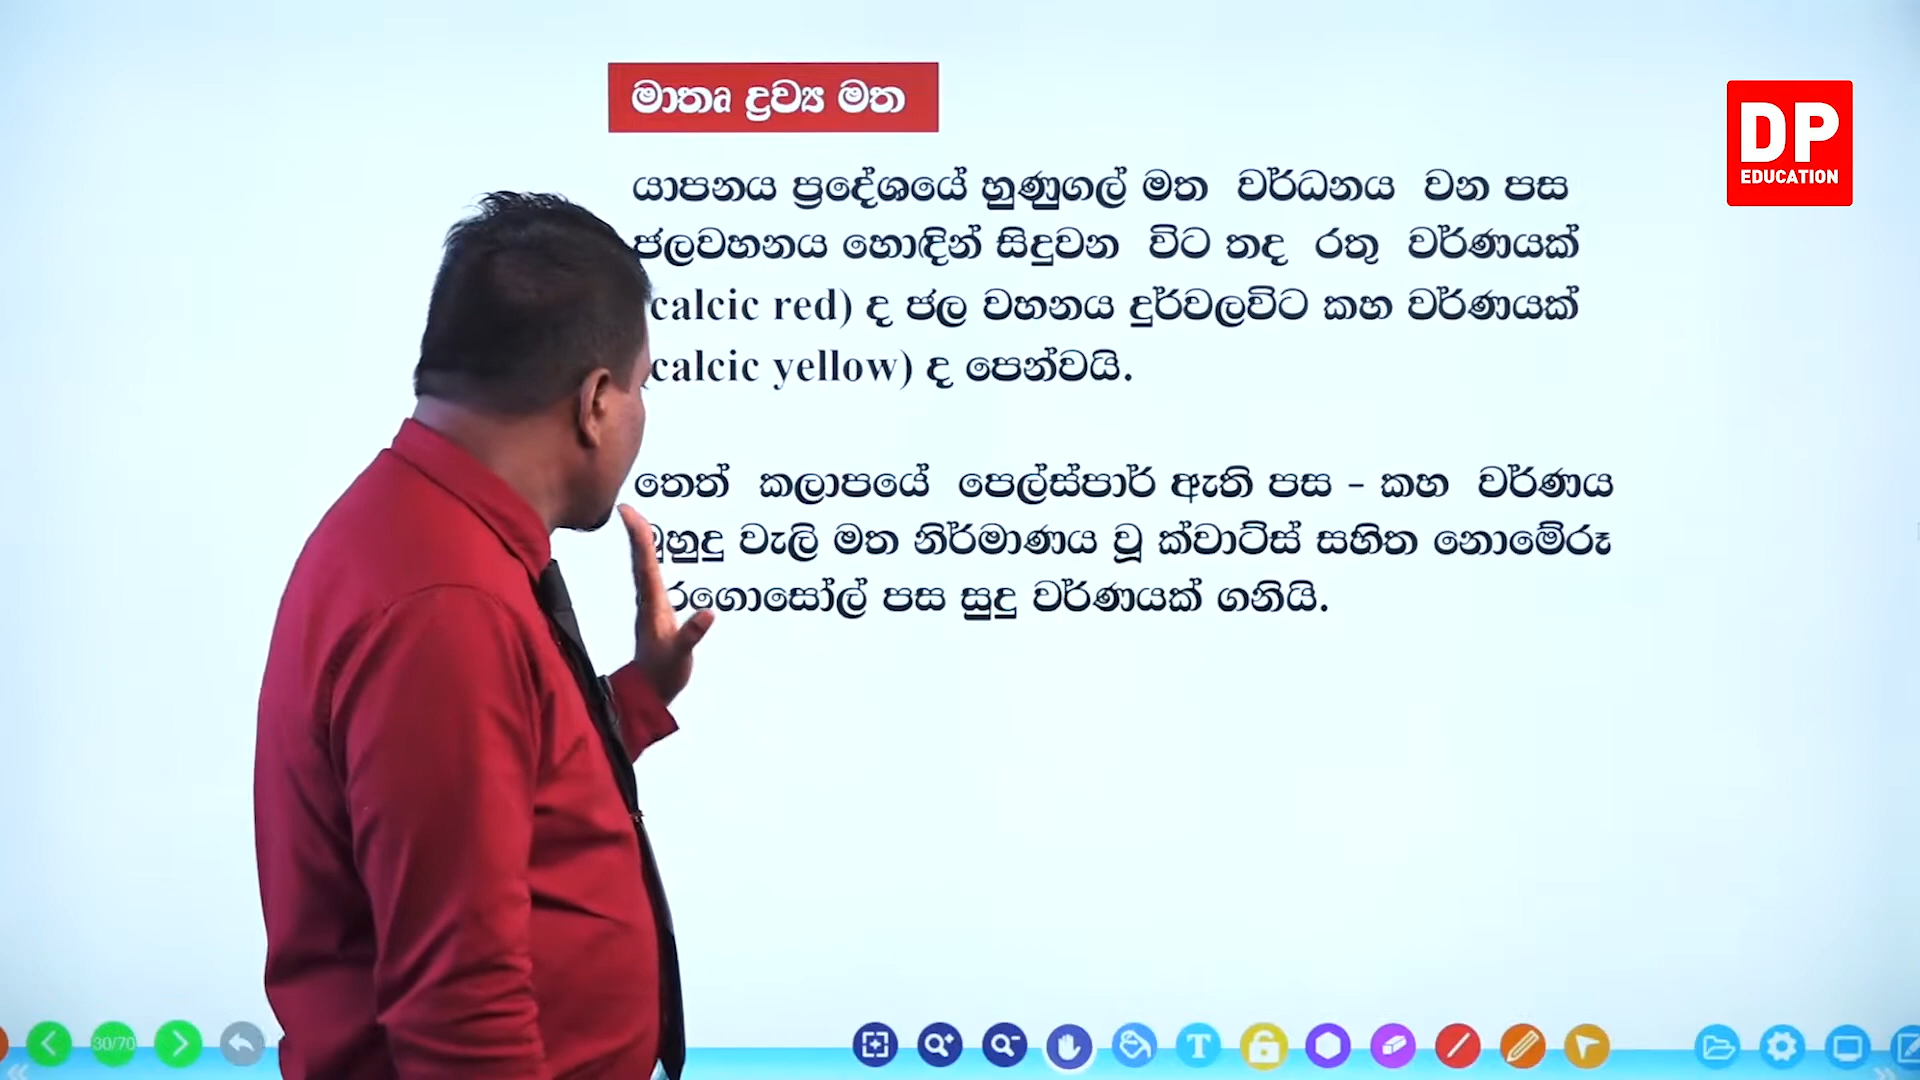 මාතෘ ද්‍රව්‍ය මත
DP
EDUCATION
යාපනය ප්‍රදේශයේ හුණුගල් මත වර්ධනය වන පස
ජලවහනය හොඳින් සිදුවන විට තද රතු වර්ණයක්
(calcic red) ද ජල වහනය දුර්වලවිට කහ වර්ණයක්
(calcic yellow) ද පෙන්වයි.
තෙත් කලාපයේ පෙල්ස්පාර් ඇති පස - කහ වර්ණය
වැලි මත නිර්මාණය වූ ක්වාට්ස් සහිත නොමේරූ
පස සුදු වර්ණයක් ගනියි.
30/70
T